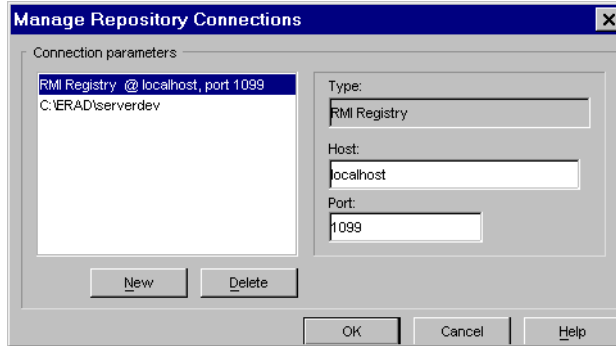 Manage Repository Connections
Connection parameters
RMI Registry @ localhost, port 1099
C:\ERAD\serverdev
Type:
RMI Registry
Host:
localhost
Port:
1099
New
Delete
OK
Cancel
Help